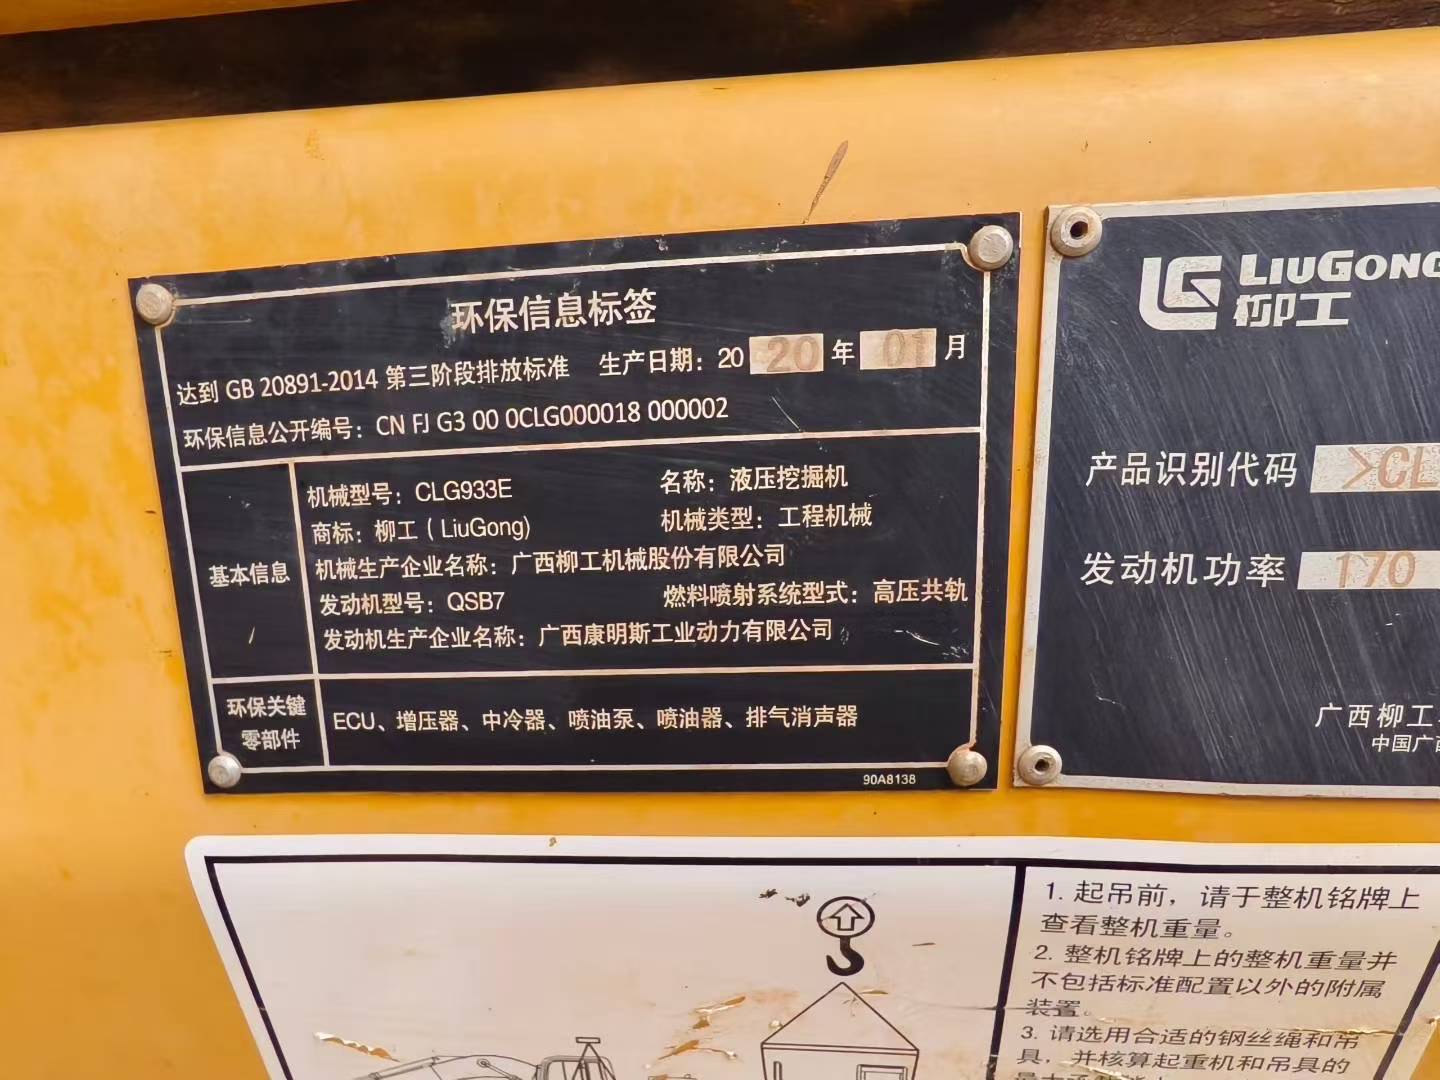 环保信息标签
达到 GB 20891-2014 第三阶段排放标准 生产日期：2020年01月
环保信息公开编号：CN FJ G3 00 0CLG000018 000002
基本信息
机械型号：CLG933E 名称：液压挖掘机
商标：柳工（LiuGong） 机械类型：工程机械
机械生产企业名称：广西柳工机械股份有限公司
发动机型号：QSB7 燃料喷射系统型式：高压共轨
发动机生产企业名称：广西康明斯工业动力有限公司
环保关键
零部件
ECU、增压器、中冷器、喷油泵、喷油器、排气消声器
90A8138
LIUGONG
柳工
产品识别代码 >CL
发动机功率 170
广西柳工
中国广西
1. 起吊前，请于整机铭牌上
查看整机重量。
2. 整机铭牌上的整机重量并
不包括标准配置以外的附属
装置。
3. 请选用合适的钢丝绳和吊
具，并核算起重机和吊具的